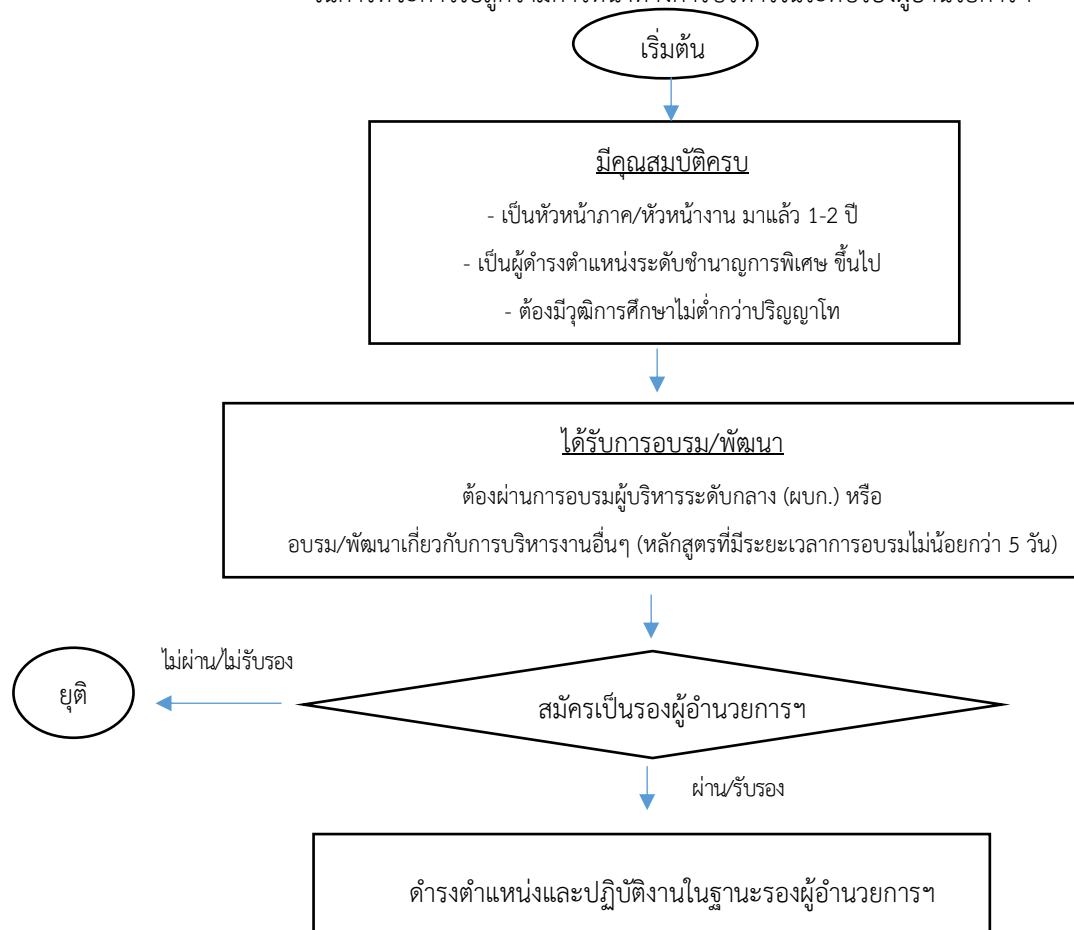 เริ่มต้น
มีคุณสมบัติครบ
- เป็นหัวหน้าภาค/หัวหน้างาน มาแล้ว 1-2 ปี
- เป็นผู้ดำรงตำแหน่งระดับชำนาญการพิเศษ ขึ้นไป
- ต้องมีวุฒิการศึกษาไม่ต่ำกว่าปริญญาโท
ได้รับการอบรม/พัฒนา
ต้องผ่านการอบรมผู้บริหารระดับกลาง (ผบก.) หรือ
อบรม/พัฒนาเกี่ยวกับการบริหารงานอื่นๆ (หลักสูตรที่มีระยะเวลาการอบรมไม่น้อยกว่า 5 วัน)
ไม่ผ่าน/ไม่รับรอง
ยุติ
สมัครเป็นรองผู้อำนวยการฯ
ผ่าน/รับรอง
ดำรงตำแหน่งและปฏิบัติงานในฐานะรองผู้อำนวยการฯ